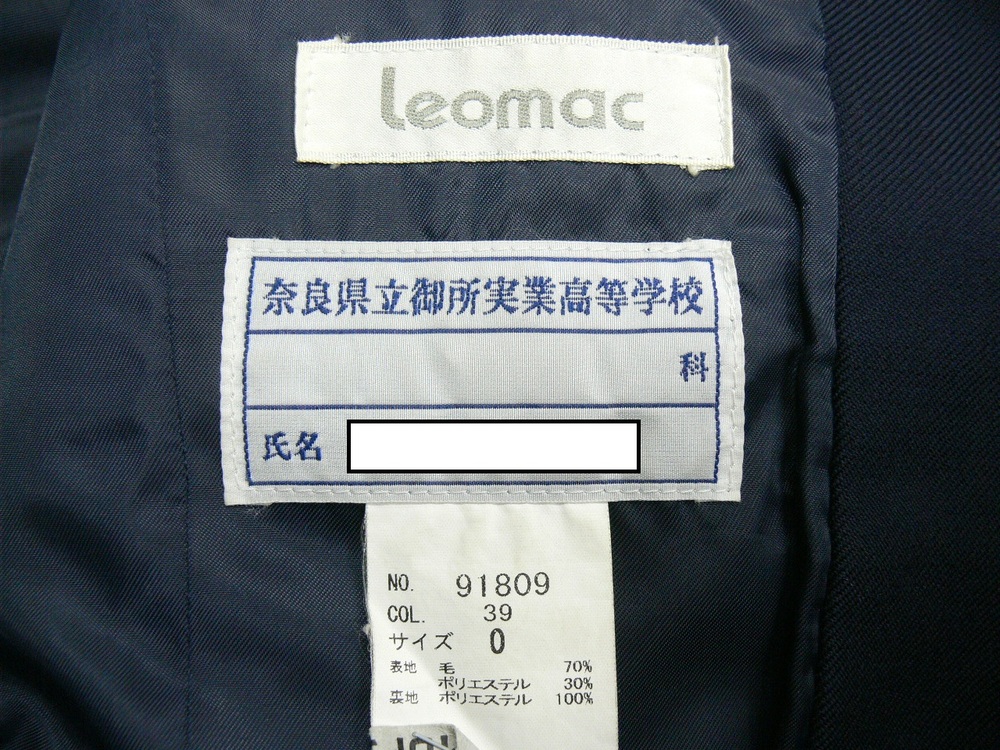 leomac
奈良県立御所実業高等学校
科
氏名
NO. 91809
COL. 39
サイズ 0
表地 毛 70%
ポリエステル 30%
裏地 ポリエステル 100%